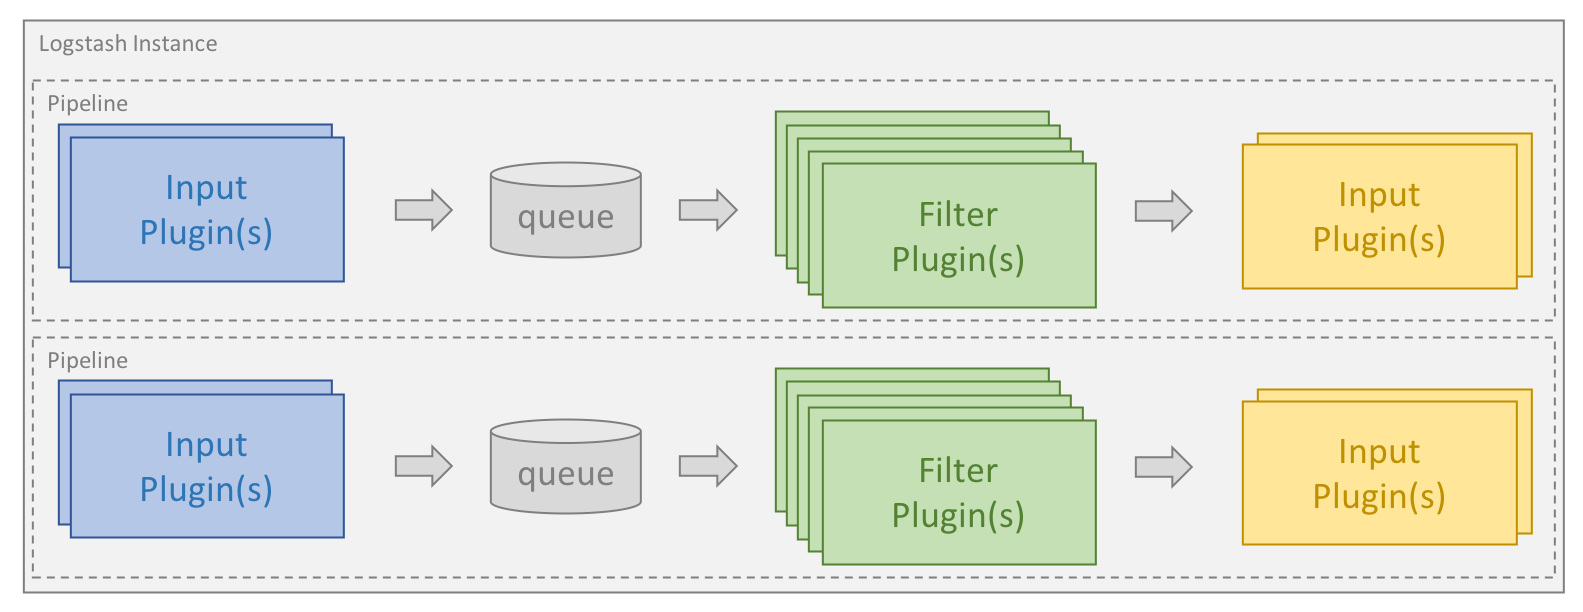 Logstash Instance
Pipeline
Input
Plugin(s)
queue
Filter
Plugin(s)
Input
Plugin(s)
Pipeline
Input
Plugin(s)
queue
Filter
Plugin(s)
Input
Plugin(s)